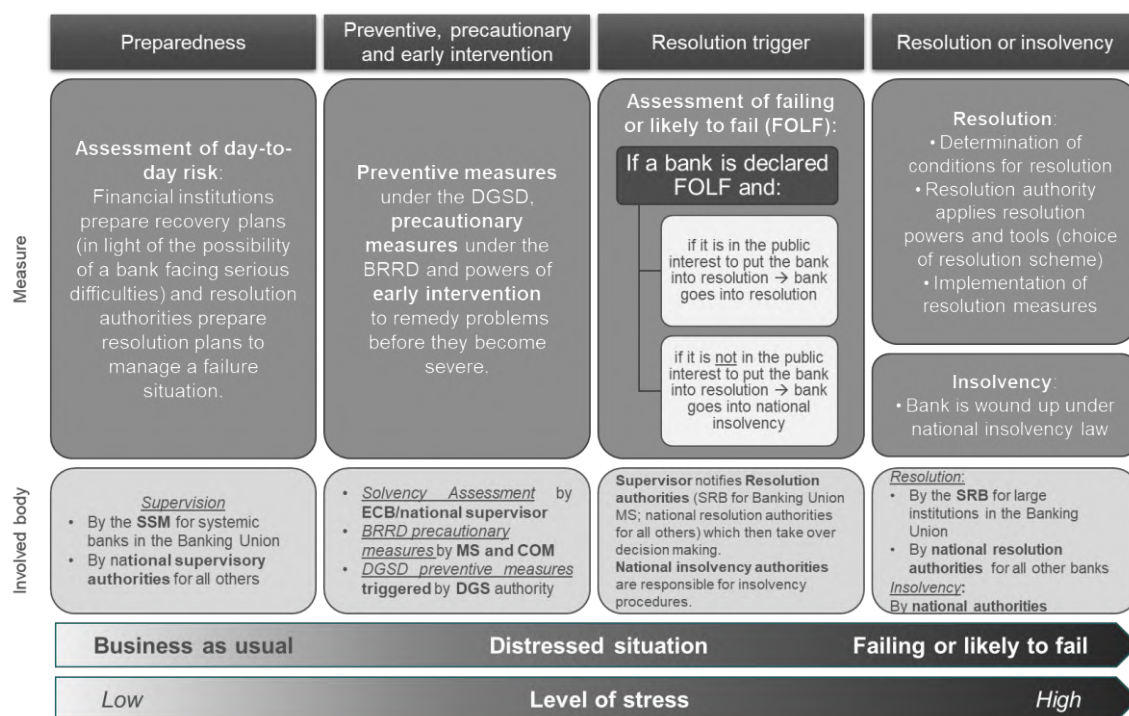 Preparedness
Preventive, precautionary
and early intervention
Resolution trigger
Resolution or insolvency
Measure
Assessment of day-to-
day risk:
Financial institutions
prepare recovery plans
(in light of the possibility
of a bank facing serious
difficulties) and resolution
authorities prepare
resolution plans to
manage a failure
situation.
Preventive measures
under the DGSD,
precautionary
measures under the
BRRD and powers of
early intervention
to remedy problems
before they become
severe.
Assessment of failing
or likely to fail (FOLF):
If a bank is declared
FOLF and:
if it is in the public
interest to put the bank
into resolution → bank
goes into resolution
if it is not in the public
interest to put the bank
into resolution → bank
goes into national
insolvency
Resolution:
• Determination of
conditions for resolution
• Resolution authority
applies resolution
powers and tools (choice
of resolution scheme)
• Implementation of
resolution measures
Insolvency:
• Bank is wound up under
national insolvency law
Involved body
Supervision
• By the SSM for systemic
banks in the Banking Union
• By national supervisory
authorities for all others
• Solvency Assessment by
ECB/national supervisor
• BRRD precautionary
measures by MS and COM
• DGSD preventive measures
triggered by DGS authority
Supervisor notifies Resolution
authorities (SRB for Banking Union
MS; national resolution authorities
for all others) which then take over
decision making.
National insolvency authorities
are responsible for insolvency
procedures.
Resolution:
• By the SRB for large
institutions in the Banking
Union
• By national resolution
authorities for all other banks
Insolvency:
By national authorities
Business as usual
Distressed situation
Failing or likely to fail
Low
Level of stress
High